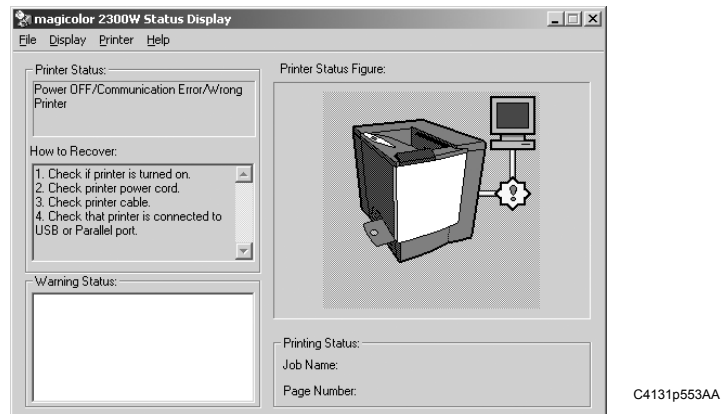 magicolor 2300W Status Display
File Display Printer Help
Printer Status:
Power OFF/Communication Error/Wrong
Printer
How to Recover:
1. Check if printer is turned on.
2. Check printer power cord.
3. Check printer cable.
4. Check that printer is connected to
USB or Parallel port.
Warning Status:
Printer Status Figure:
Printing Status:
Job Name:
Page Number:
C4131p553AA